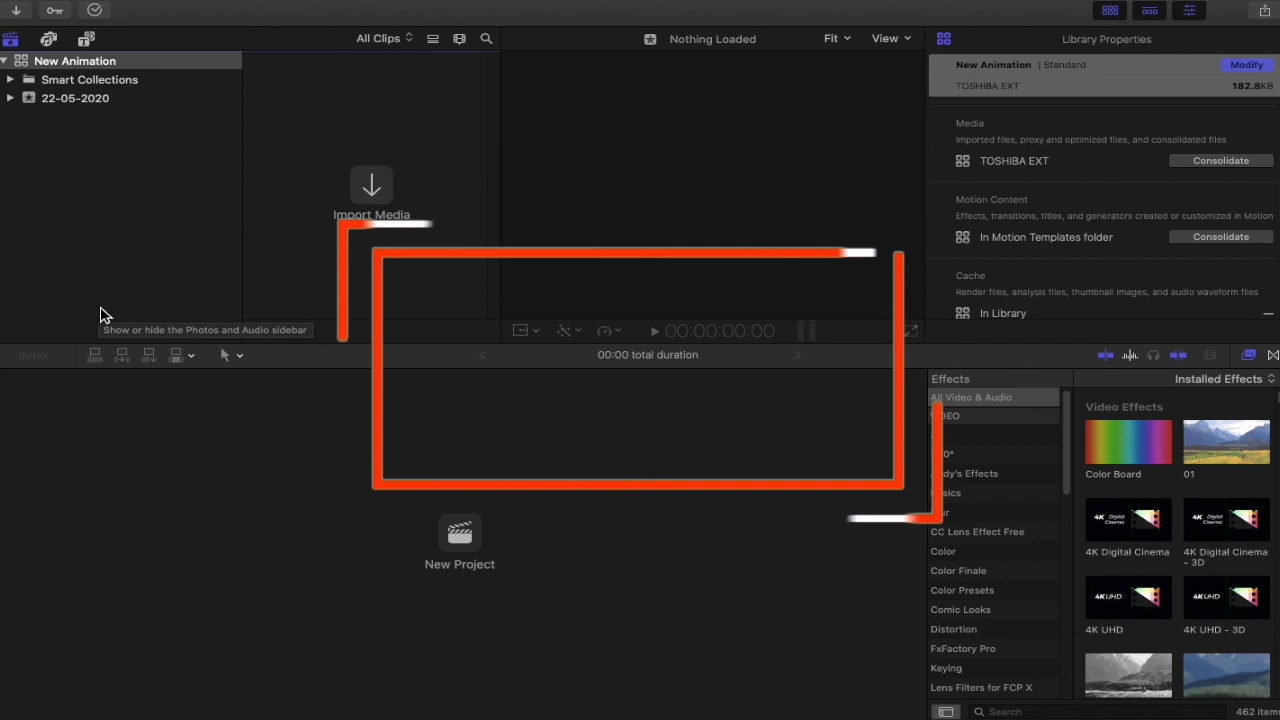 All Clips
Nothing Loaded
Fit
View
Library Properties
New Animation
Smart Collections
22-05-2020
Import Media
New Animation | Standard
Modify
TOSHIBA EXT
182.8KB
Media
Imported files, proxy and optimized files, and consolidated files
TOSHIBA EXT
Consolidate
Motion Content
Effects, transitions, titles, and generators created or customized in Motion
In Motion Templates folder
Consolidate
Cache
Render files, analysis files, thumbnail images, and audio waveform files
In Library
Show or hide the Photos and Audio sidebar
00:00:00:00
Index
00:00 total duration
New Project
Effects
Installed Effects
All Video & Audio
CC Lens Effect Free
Color
Color Finale
Color Presets
Comic Looks
Distortion
FxFactory Pro
Keying
Lens Filters for FCP X
Video Effects
Color Board
01
4K Digital Cinema
4K Digital Cinema
- 3D
4K UHD
4K UHD - 3D
Search
462 items